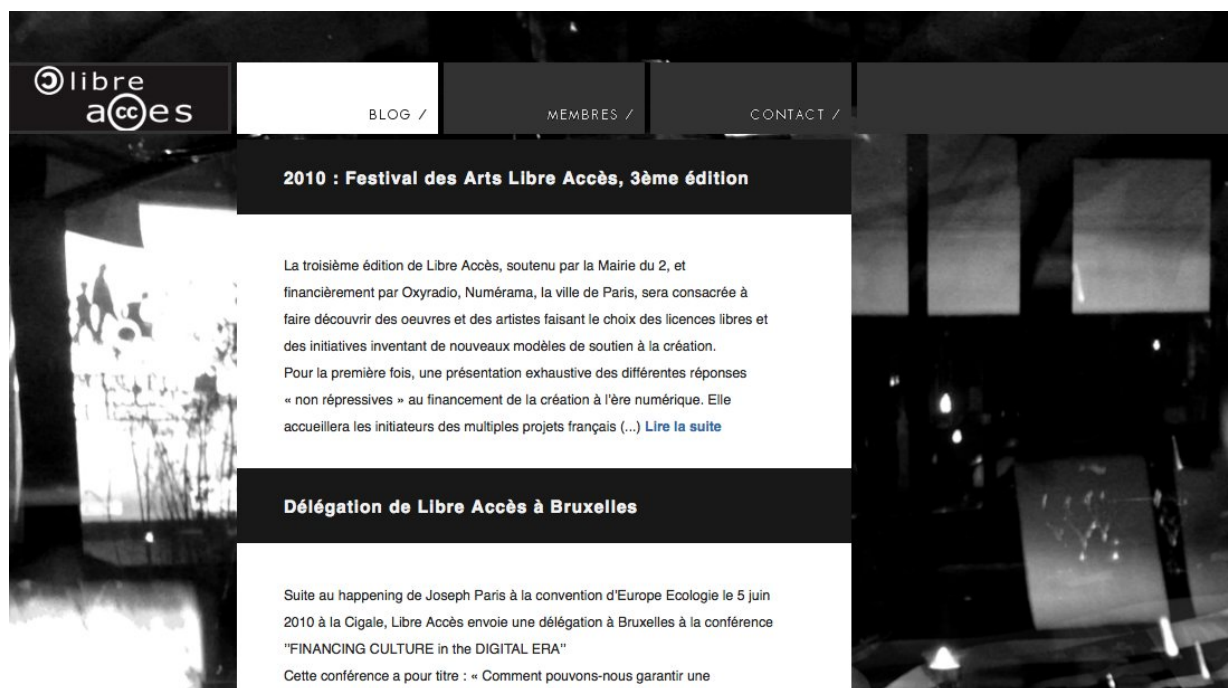 libre
acces
BLOG / MEMBRES / CONTACT /
2010 : Festival des Arts Libre Accès, 3ème édition
La troisième édition de Libre Accès, soutenu par la Mairie du 2, et
financièrement par Oxyradio, Numérama, la ville de Paris, sera consacrée à
faire découvrir des oeuvres et des artistes faisant le choix des licences libres et
des initiatives inventant de nouveaux modèles de soutien à la création.
Pour la première fois, une présentation exhaustive des différentes réponses
« non répressives » au financement de la création à l'ère numérique. Elle
accueillera les initiateurs des multiples projets français (...) Lire la suite
Délégation de Libre Accès à Bruxelles
Suite au happening de Joseph Paris à la convention d'Europe Ecologie le 5 juin
2010 à la Cigale, Libre Accès envoie une délégation à Bruxelles à la conférence
"FINANCING CULTURE in the DIGITAL ERA"
Cette conférence a pour titre : « Comment pouvons-nous garantir une